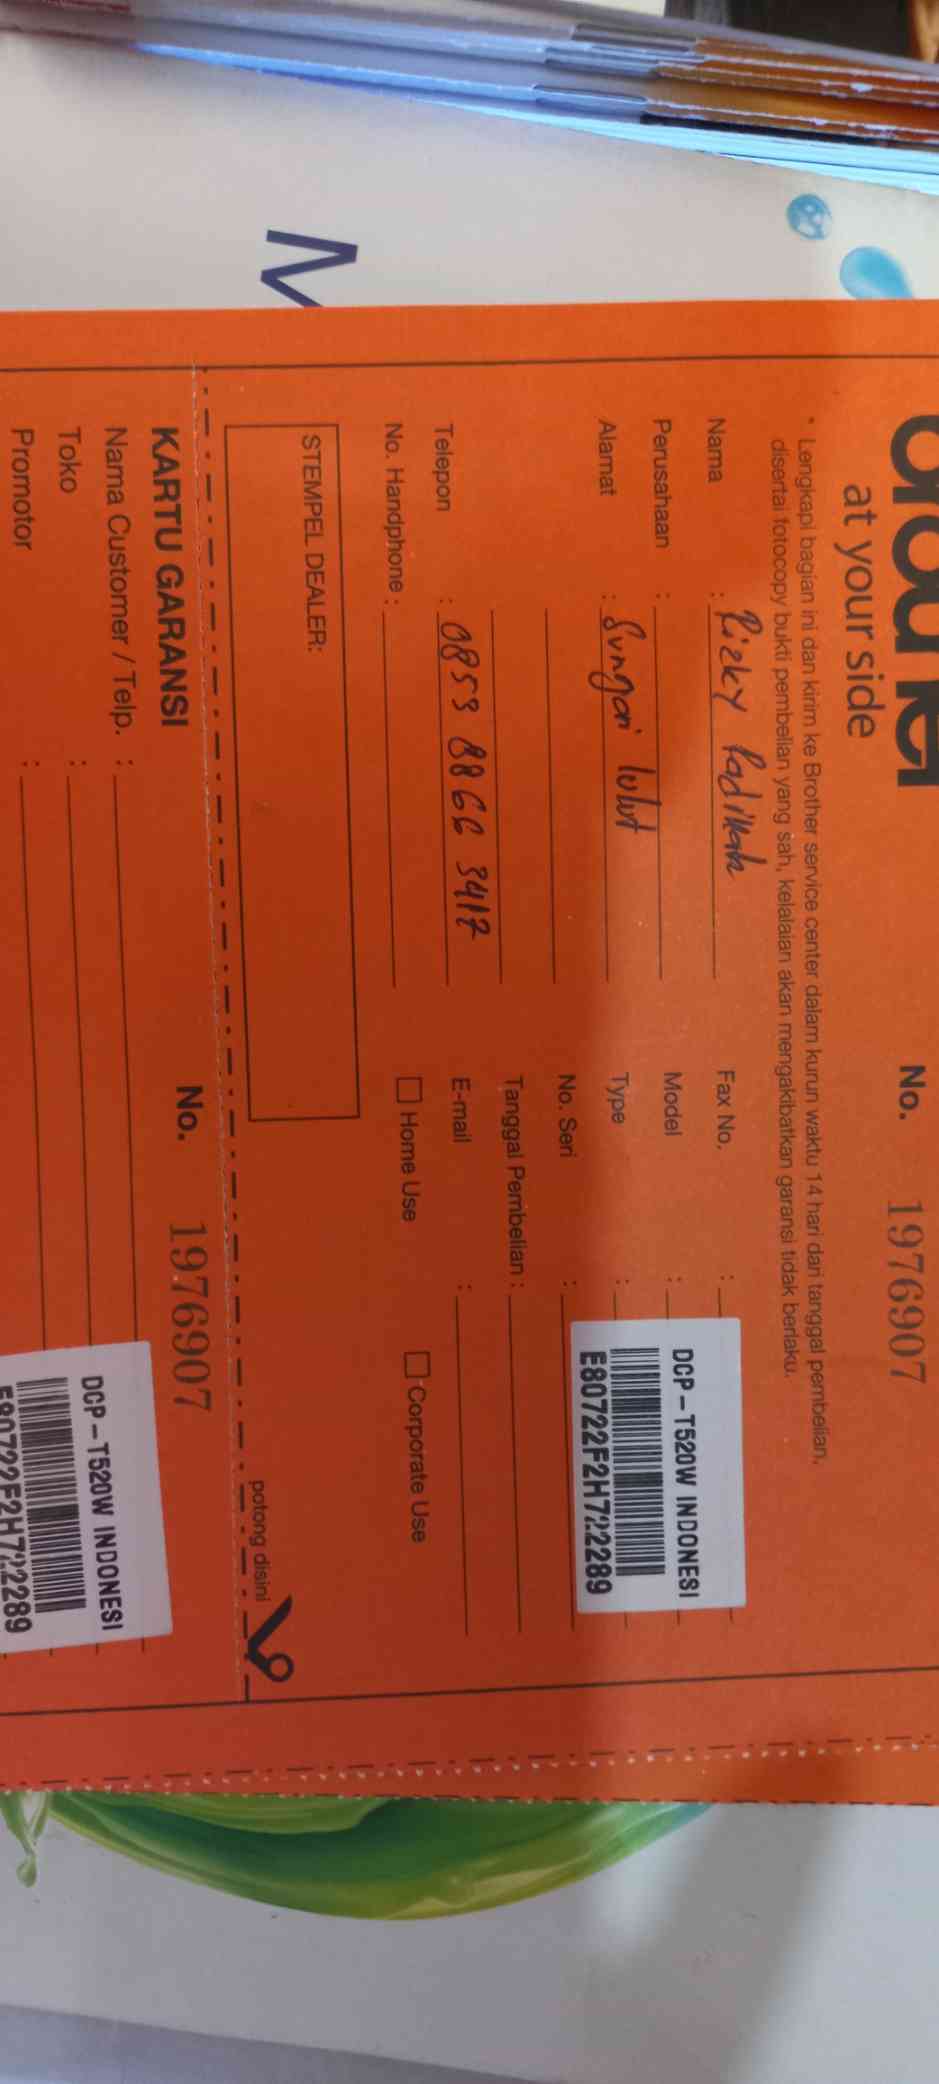 brother
at your side
No. 1976907
* Lengkapi bagian ini dan kirim ke Brother service center dalam kurun waktu 14 hari dari tanggal pembelian,
disertai fotocopy bukti pembelian yang sah, kelalaian akan mengakibatkan garansi tidak berlaku.
Nama : Rizky Fadillah
Perusahaan :
Alamat : Sungai lulut
Telepon : 0853 8866 3417
No. Handphone :
Fax No. :
Model :
Type :
No. Seri :
Tanggal Pembelian :
E-mail :
Home Use
Corporate Use
DCP-T520W INDONESI
E80722F2H722289
STEMPEL DEALER:
potong disini
KARTU GARANSI
No. 1976907
Nama Customer / Telp. :
Toko :
Promotor :
DCP-T520W INDONESI
E80722F2H722289